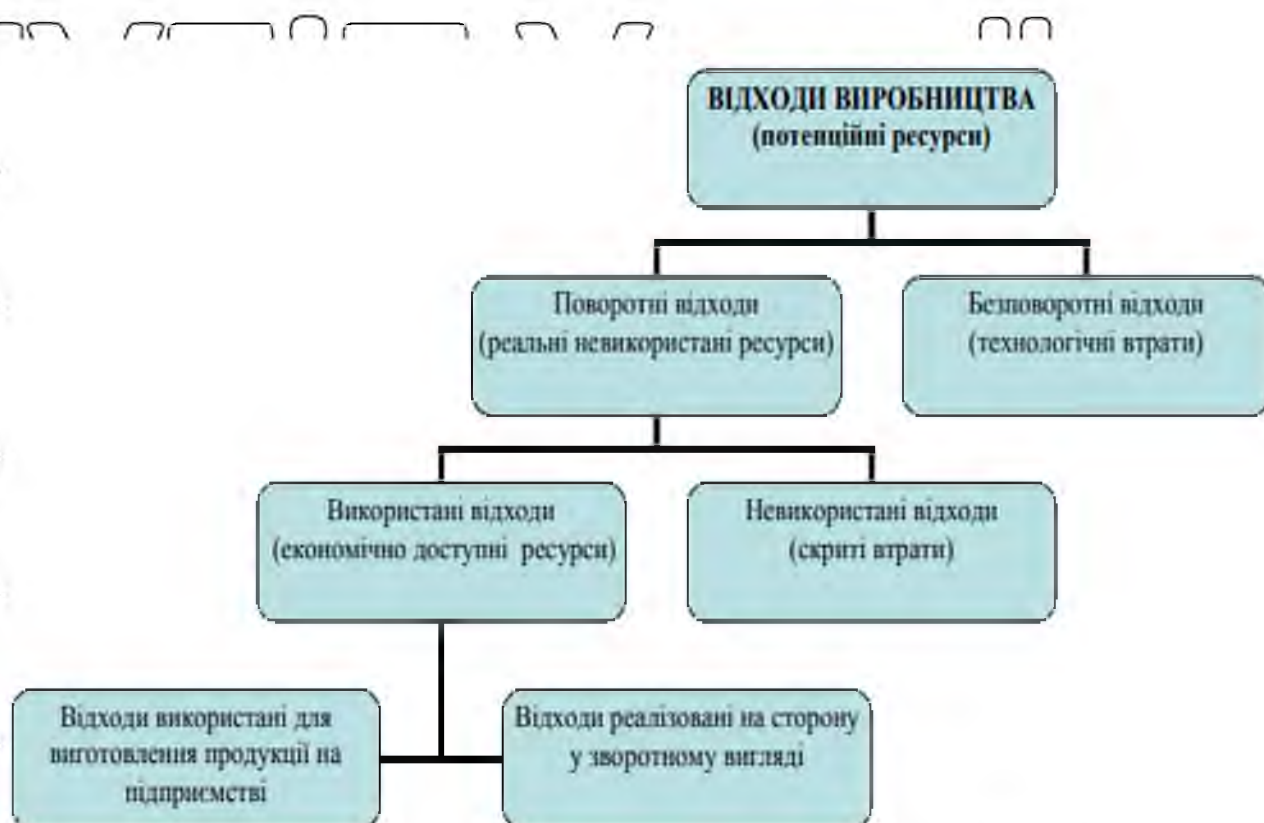 ВІДХОДИ ВИРОБНИЦТВА
(потенційні ресурси)
Поворотні відходи
(реальні невикористані ресурси)
Безповоротні відходи
(технологічні втрати)
Використані відходи
(економічно доступні ресурси)
Невикористані відходи
(скриті втрати)
Відходи використані для
виготовлення продукції на
підприємстві
Відходи реалізовані на сторону
у зворотному вигляді